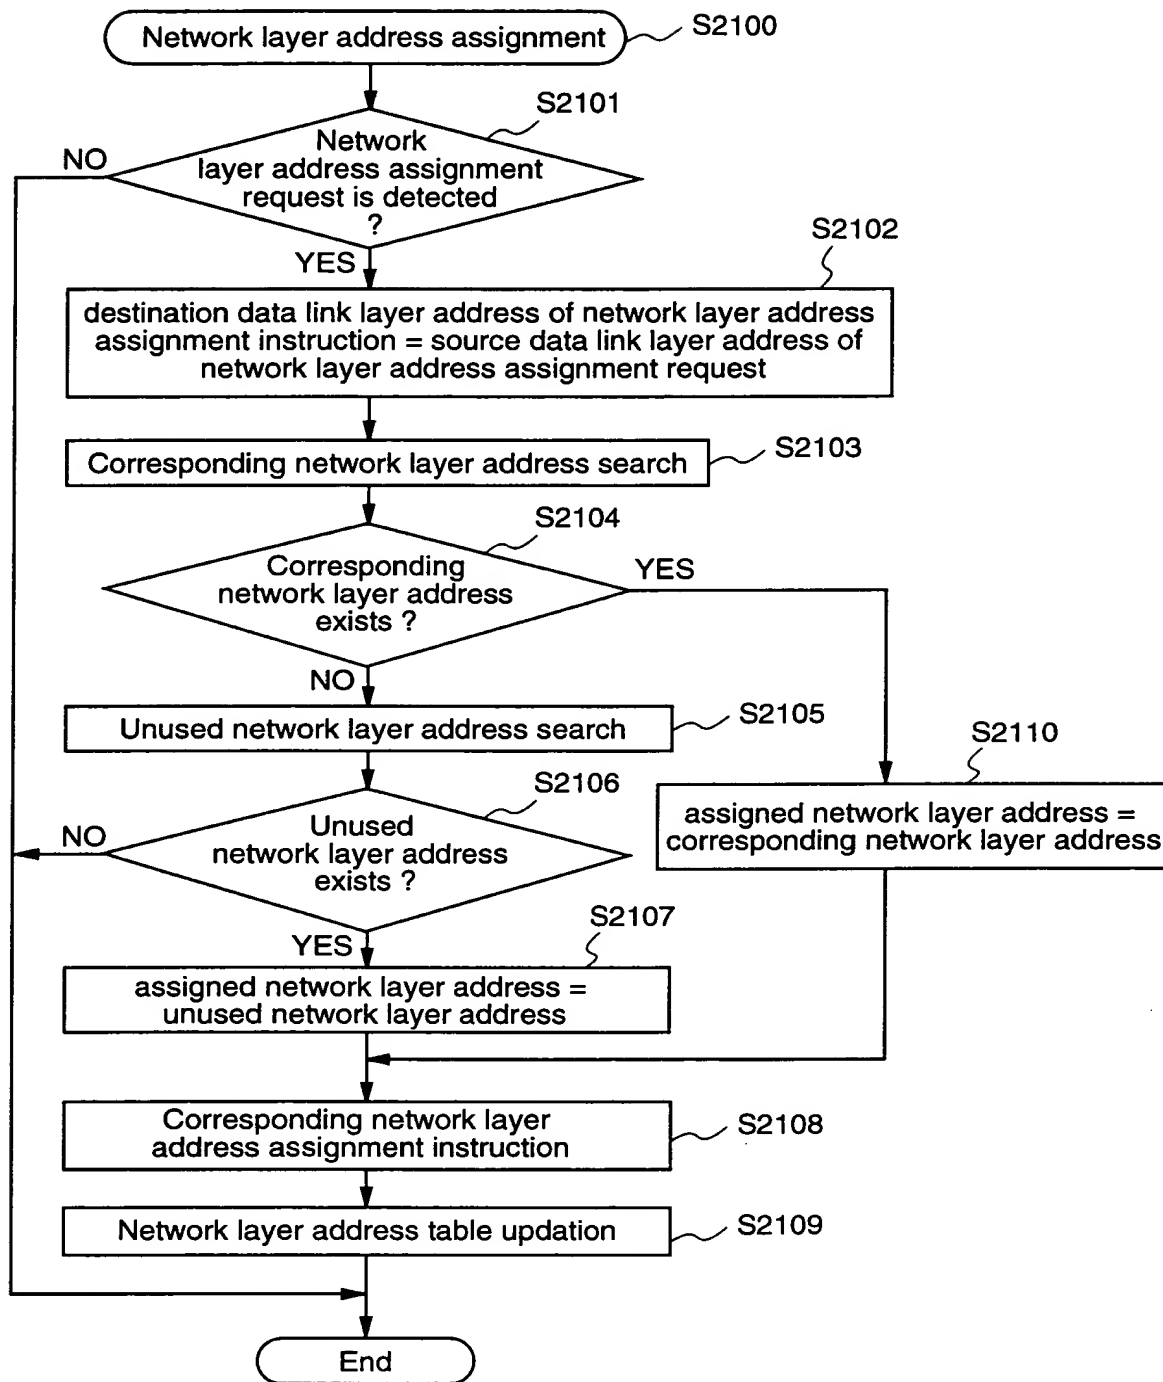 Network layer address assignment
S2100
S2101
Network
layer address assignment
request is detected
?
NO
YES
S2102
destination data link layer address of network layer address
assignment instruction = source data link layer address of
network layer address assignment request
Corresponding network layer address search
S2103
S2104
Corresponding
network layer address
exists ?
YES
NO
Unused network layer address search
S2105
S2110
assigned network layer address =
corresponding network layer address
S2106
Unused
network layer address
exists ?
NO
YES
S2107
assigned network layer address =
unused network layer address
Corresponding network layer
address assignment instruction
S2108
Network layer address table updation
S2109
End